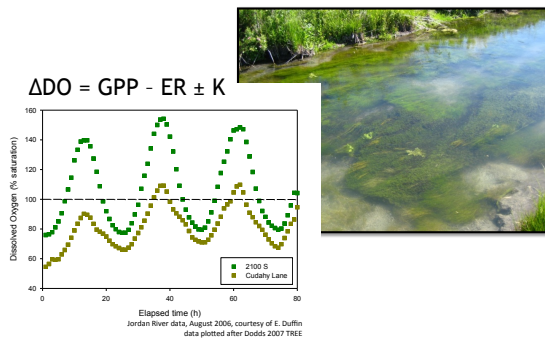 ΔDO = GPP - ER ± K
160
140
120
100
80
60
40
Dissolved Oxygen (% saturation)
0 20 40 60 80
2100 S
Cudahy Lane
Elapsed time (h)
Jordan River data, August 2006, courtesy of E. Duffin
data plotted after Dodds 2007 TREE